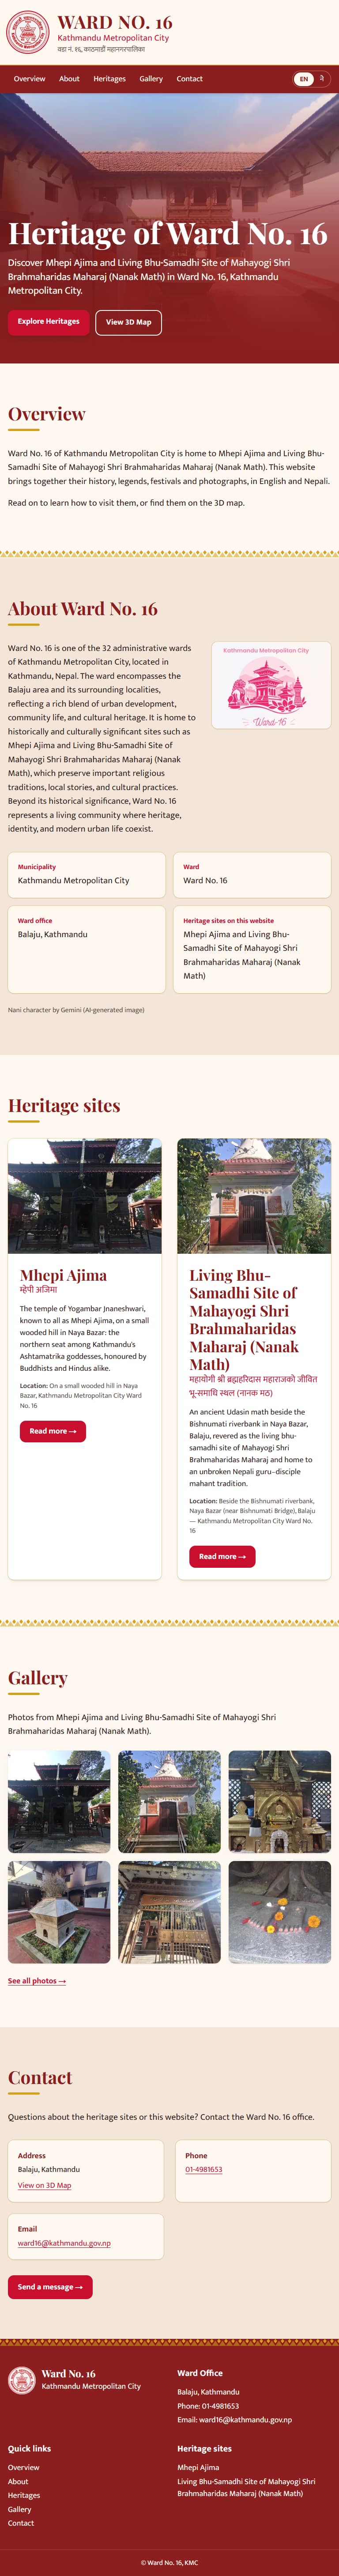 WARD NO. 16
Kathmandu Metropolitan City
वडा नं. १६, काठमाडौं महानगरपालिका
Overview
About
Heritages
Gallery
Contact
EN
ने
Heritage of Ward No. 16
Discover Mhepi Ajima and Living Bhu-Samadhi Site of Mahayogi Shri
Brahmaharidas Maharaj (Nanak Math) in Ward No. 16, Kathmandu
Metropolitan City.
Explore Heritages
View 3D Map
Overview
Ward No. 16 of Kathmandu Metropolitan City is home to Mhepi Ajima and Living Bhu-
Samadhi Site of Mahayogi Shri Brahmaharidas Maharaj (Nanak Math). This website
brings together their history, legends, festivals and photographs, in English and Nepali.
Read on to learn how to visit them, or find them on the 3D map.
About Ward No. 16
Ward No. 16 is one of the 32 administrative wards
of Kathmandu Metropolitan City, located in
Kathmandu, Nepal. The ward encompasses the
Balaju area and its surrounding localities,
reflecting a rich blend of urban development,
community life, and cultural heritage. It is home to
historically and culturally significant sites such as
Mhepi Ajima and Living Bhu-Samadhi Site of
Mahayogi Shri Brahmaharidas Maharaj (Nanak
Math), which preserve important religious
traditions, local stories, and cultural practices.
Beyond its historical significance, Ward No. 16
represents a living community where heritage,
identity, and modern urban life coexist.
Kathmandu Metropolitan City
Ward-16
Municipality
Kathmandu Metropolitan City
Ward
Ward No. 16
Ward office
Balaju, Kathmandu
Heritage sites on this website
Mhepi Ajima and Living Bhu-
Samadhi Site of Mahayogi Shri
Brahmaharidas Maharaj (Nanak
Math)
Nani character by Gemini (AI-generated image)
Heritage sites
Mhepi Ajima
म्हेपी अजिमा
The temple of Yogambar Jnaneshwari,
known to all as Mhepi Ajima, on a small
wooded hill in Naya Bazar: the
northern seat among Kathmandu's
Ashtamatrika goddesses, honoured by
Buddhists and Hindus alike.
Location: On a small wooded hill in Naya
Bazar, Kathmandu Metropolitan City Ward
No. 16
Read more →
Living Bhu-
Samadhi Site of
Mahayogi Shri
Brahmaharidas
Maharaj (Nanak
Math)
महायोगी श्री ब्रह्महरिदास महाराजको जीवित
भू-समाधि स्थल (नानक मठ)
An ancient Udasin math beside the
Bishnumati riverbank in Naya Bazar,
Balaju, revered as the living bhu-
samadhi site of Mahayogi Shri
Brahmaharidas Maharaj and home to
an unbroken Nepali guru–disciple
mahant tradition.
Location: Beside the Bishnumati riverbank,
Naya Bazar (near Bishnumati Bridge), Balaju
— Kathmandu Metropolitan City Ward No.
16
Read more →
Gallery
Photos from Mhepi Ajima and Living Bhu-Samadhi Site of Mahayogi Shri
Brahmaharidas Maharaj (Nanak Math).
See all photos →
Contact
Questions about the heritage sites or this website? Contact the Ward No. 16 office.
Address
Balaju, Kathmandu
View on 3D Map
Phone
01-4981653
Email
ward16@kathmandu.gov.np
Send a message →
Ward No. 16
Kathmandu Metropolitan City
Ward Office
Balaju, Kathmandu
Phone: 01-4981653
Email: ward16@kathmandu.gov.np
Quick links
Overview
About
Heritages
Gallery
Contact
Heritage sites
Mhepi Ajima
Living Bhu-Samadhi Site of Mahayogi Shri
Brahmaharidas Maharaj (Nanak Math)
© Ward No. 16, KMC